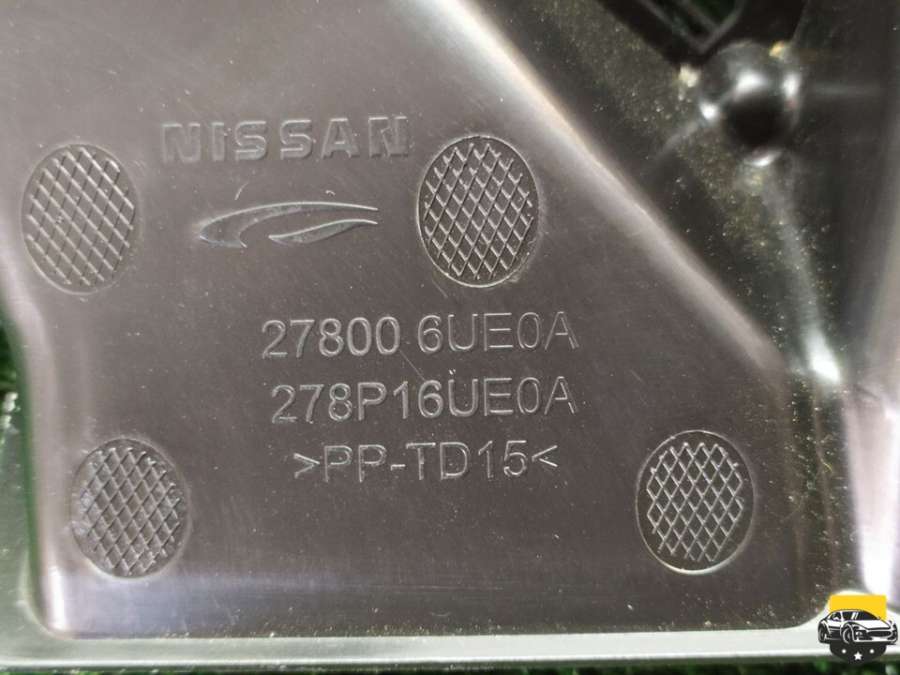 NISSAN
27800 6UE0A
278P16UE0A
>PP-TD15<